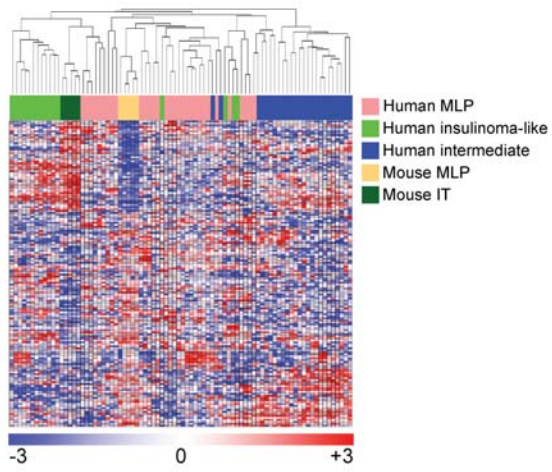 Human MLP
Human insulinoma-like
Human intermediate
Mouse MLP
Mouse IT
-3 0 +3